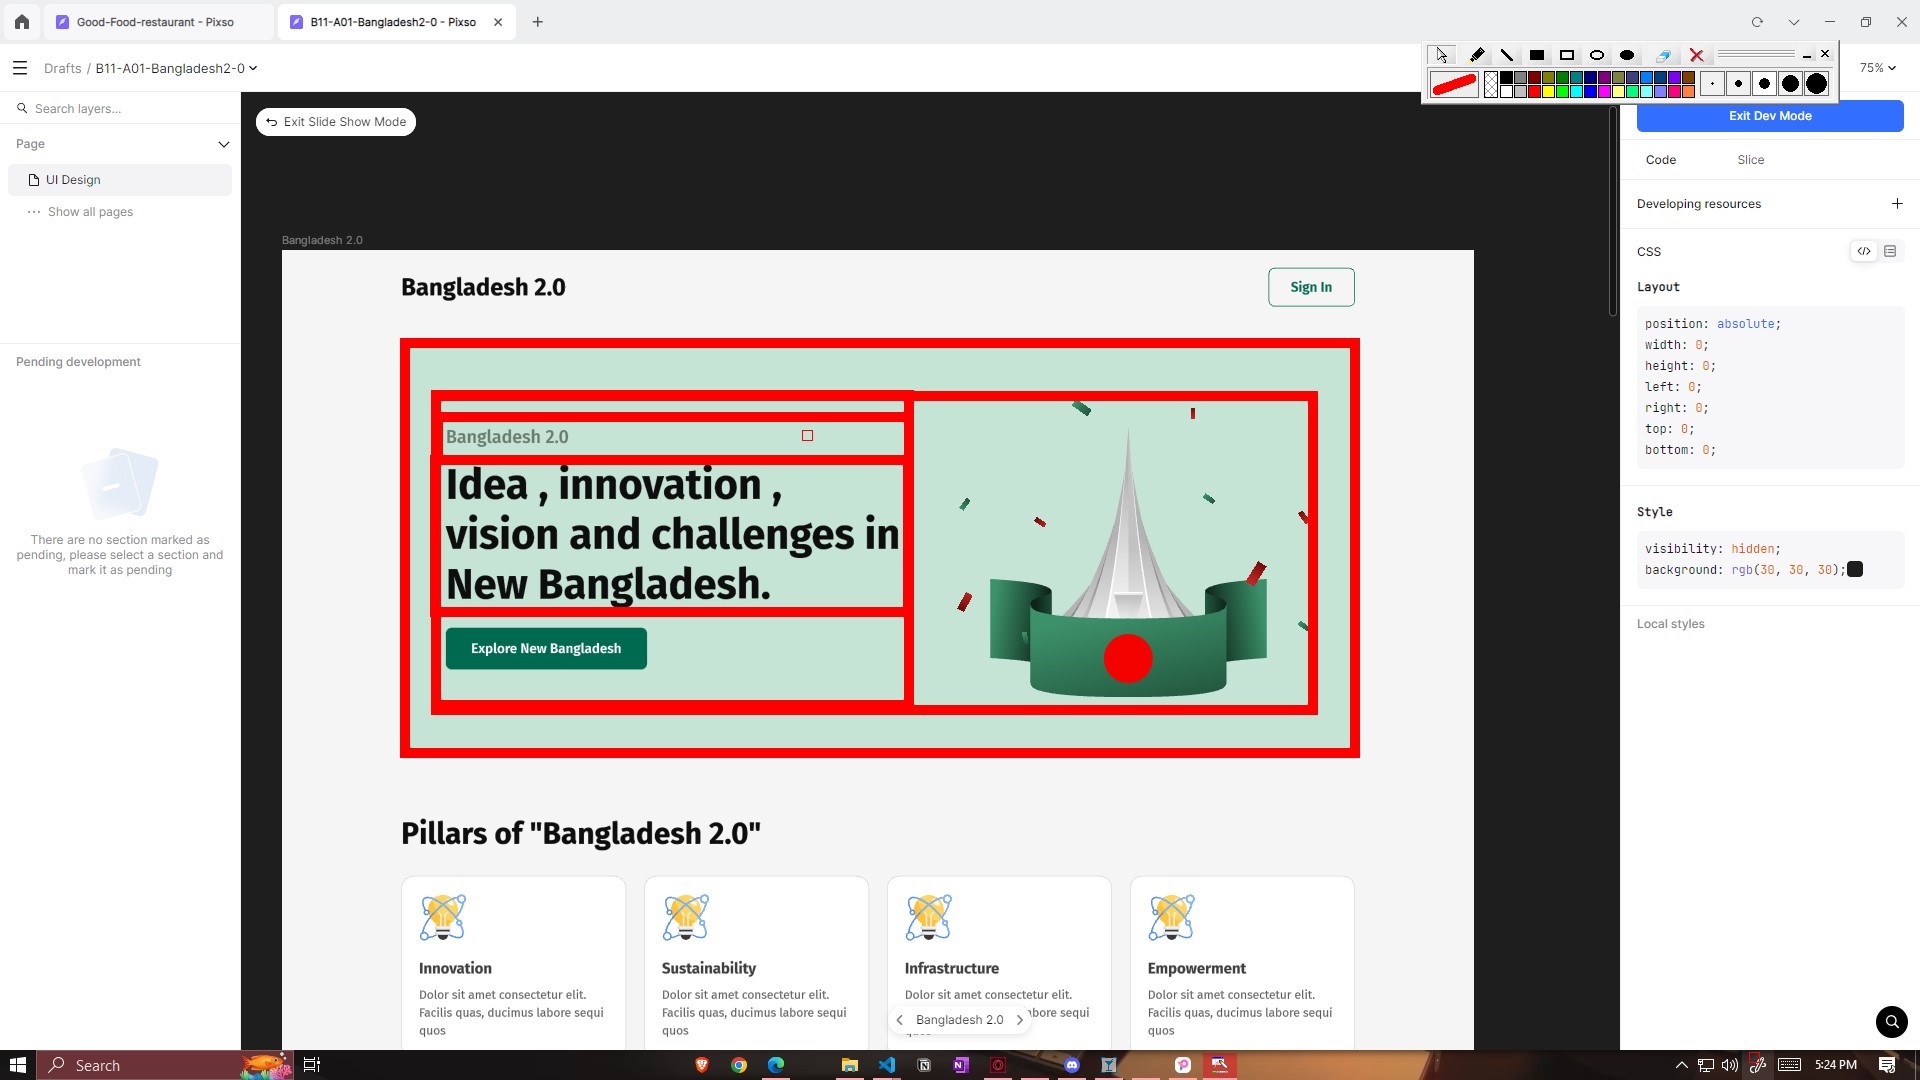 Good-Food-restaurant - Pixso
B11-A01-Bangladesh2-0 - Pixso
Drafts / B11-A01-Bangladesh2-0
75%
Search layers...
Exit Slide Show Mode
Exit Dev Mode
Page
Code
Slice
UI Design
Developing resources
Show all pages
Bangladesh 2.0
CSS
Bangladesh 2.0
Sign In
Layout
position: absolute;
width: 0;
height: 0;
left: 0;
right: 0;
top: 0;
bottom: 0;
Pending development
Bangladesh 2.0
Idea , innovation ,
vision and challenges in
New Bangladesh.
Explore New Bangladesh
There are no section marked as
pending, please select a section and
mark it as pending
Style
visibility: hidden;
background: rgb(30, 30, 30);
Local styles
Pillars of "Bangladesh 2.0"
Innovation
Dolor sit amet consectetur elit.
Facilis quas, ducimus labore sequi
quos
Sustainability
Dolor sit amet consectetur elit.
Facilis quas, ducimus labore sequi
quos
Infrastructure
Dolor sit amet consectetur elit.
sequi
Empowerment
Dolor sit amet consectetur elit.
Facilis quas, ducimus labore sequi
quos
Bangladesh 2.0
Search
5:24 PM